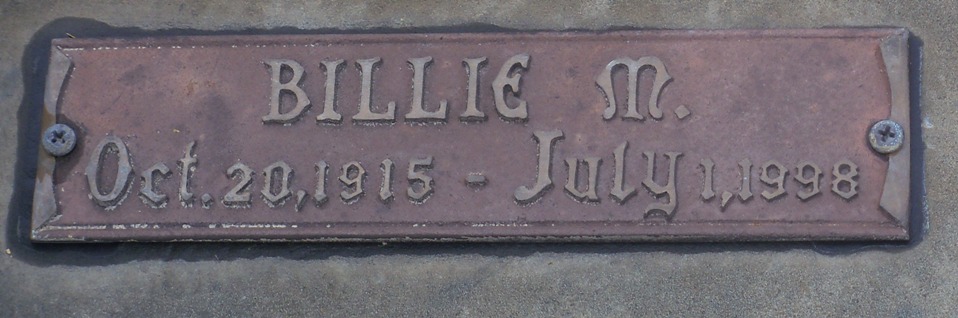 BILLIE M.
Oct. 20, 1915 - July 1, 1998